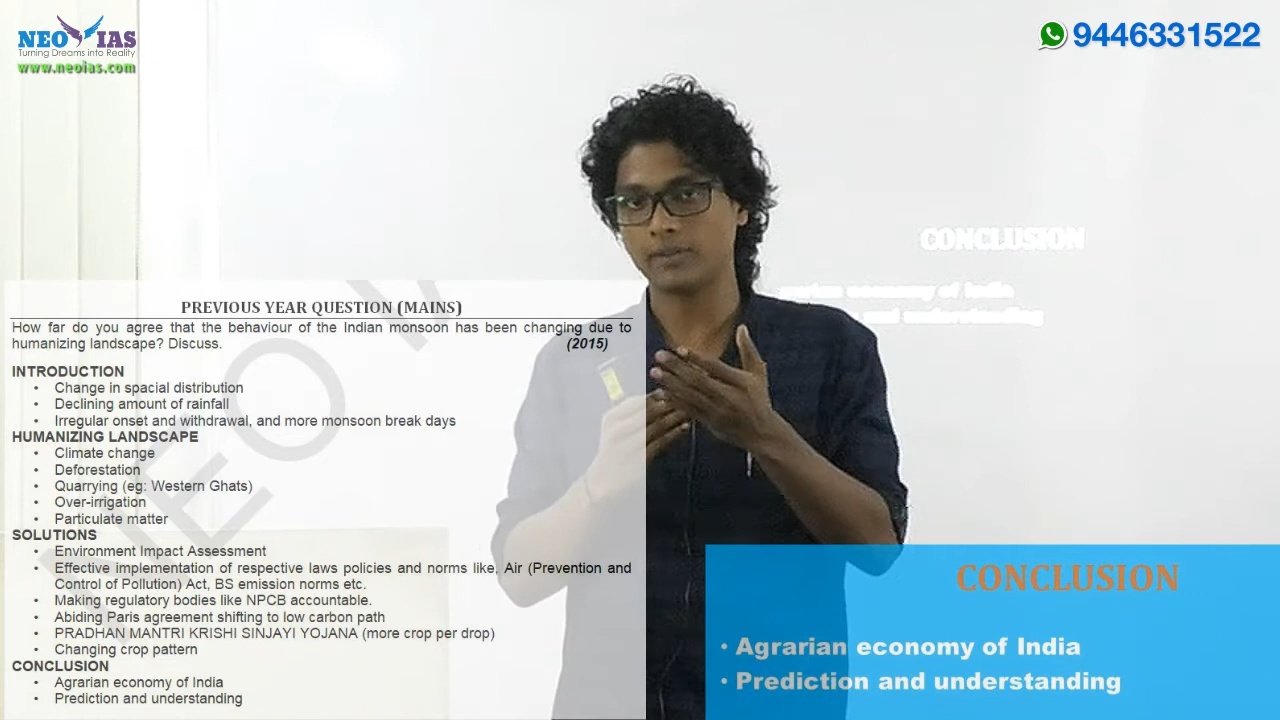 NEO IAS
Turning Dreams into Reality
www.neoias.com
9446331522
CONCLUSION
economy of India
and understanding
PREVIOUS YEAR QUESTION (MAINS)
How far do you agree that the behaviour of the Indian monsoon has been changing due to
humanizing landscape? Discuss. (2015)
INTRODUCTION
• Change in spacial distribution
• Declining amount of rainfall
• Irregular onset and withdrawal, and more monsoon break days
HUMANIZING LANDSCAPE
• Climate change
• Deforestation
• Quarrying (eg: Western Ghats)
• Over-irrigation
• Particulate matter
SOLUTIONS
• Environment Impact Assessment
• Effective implementation of respective laws policies and norms like, Air (Prevention and
Control of Pollution) Act, BS emission norms etc.
• Making regulatory bodies like NPCB accountable.
• Abiding Paris agreement shifting to low carbon path
• PRADHAN MANTRI KRISHI SINJAYI YOJANA (more crop per drop)
• Changing crop pattern
CONCLUSION
• Agrarian economy of India
• Prediction and understanding
CONCLUSION
• Agrarian economy of India
• Prediction and understanding